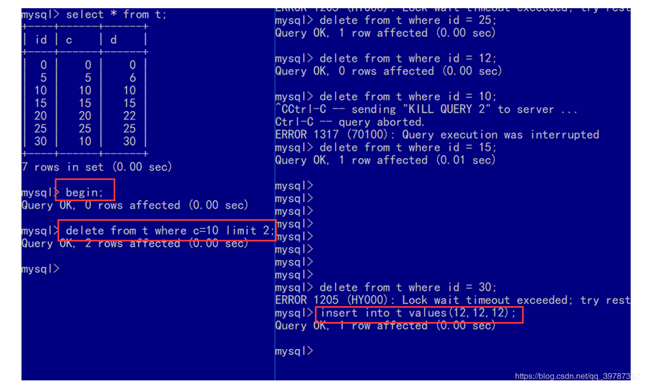 mysql> select * from t;
+----+------+------+
| id | c | d |
+----+------+------+
| 0 | 0 | 0 |
| 5 | 5 | 6 |
| 10 | 10 | 10 |
| 15 | 15 | 15 |
| 20 | 20 | 22 |
| 25 | 25 | 25 |
| 30 | 10 | 30 |
+----+------+------+
7 rows in set (0.00 sec)
mysql> begin;
Query OK, 0 rows affected (0.00 sec)
mysql> delete from t where c=10 limit 2;
Query OK, 2 rows affected (0.00 sec)
mysql>
ERROR 1205 (HY000): Lock wait timeout exceeded; try rest
mysql> delete from t where id = 25;
Query OK, 1 row affected (0.00 sec)
mysql> delete from t where id = 12;
Query OK, 0 rows affected (0.00 sec)
mysql> delete from t where id = 10;
^CCtrl-C -- sending "KILL QUERY 2" to server ...
Ctrl-C -- query aborted.
ERROR 1317 (70100): Query execution was interrupted
mysql> delete from t where id = 15;
Query OK, 1 row affected (0.01 sec)
mysql>
mysql>
mysql>
mysql>
mysql>
mysql>
mysql>
mysql>
mysql> delete from t where id = 30;
ERROR 1205 (HY000): Lock wait timeout exceeded; try rest
mysql> insert into t values(12,12,12);
Query OK, 1 row affected (0.00 sec)
mysql>